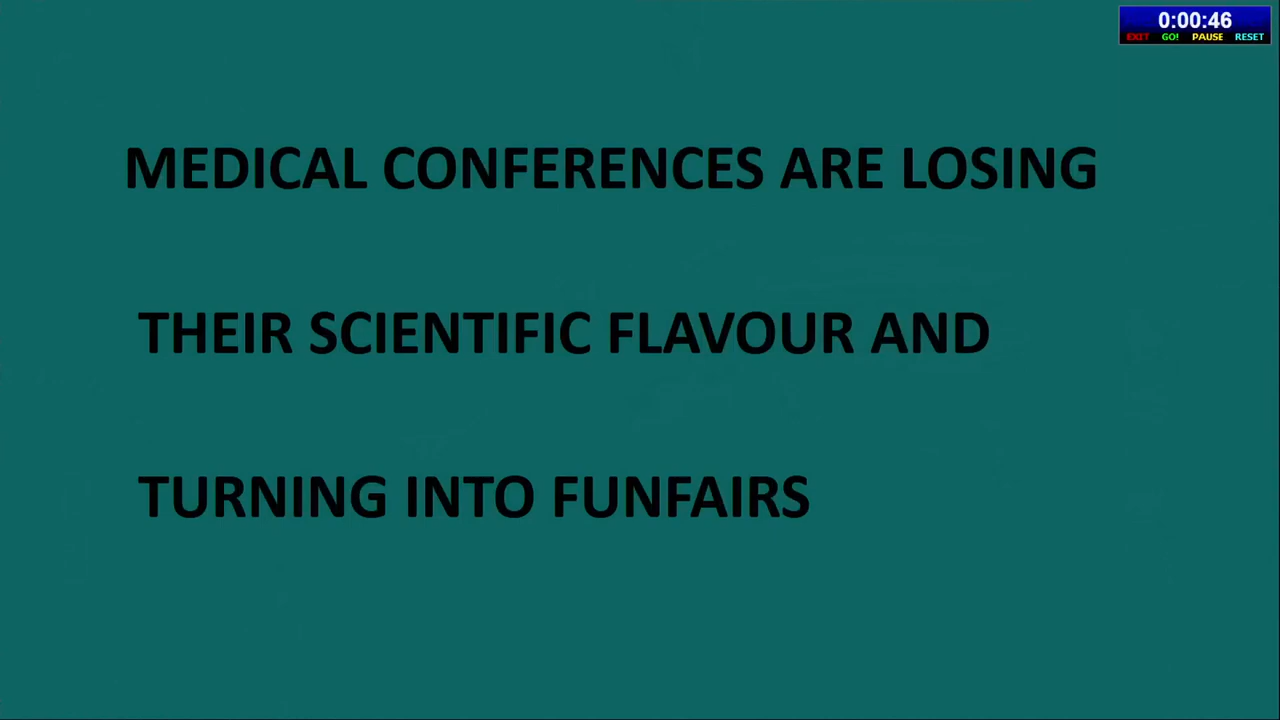 0:00:46
EXIT GO! PAUSE RESET
MEDICAL CONFERENCES ARE LOSING
THEIR SCIENTIFIC FLAVOUR AND
TURNING INTO FUNFAIRS